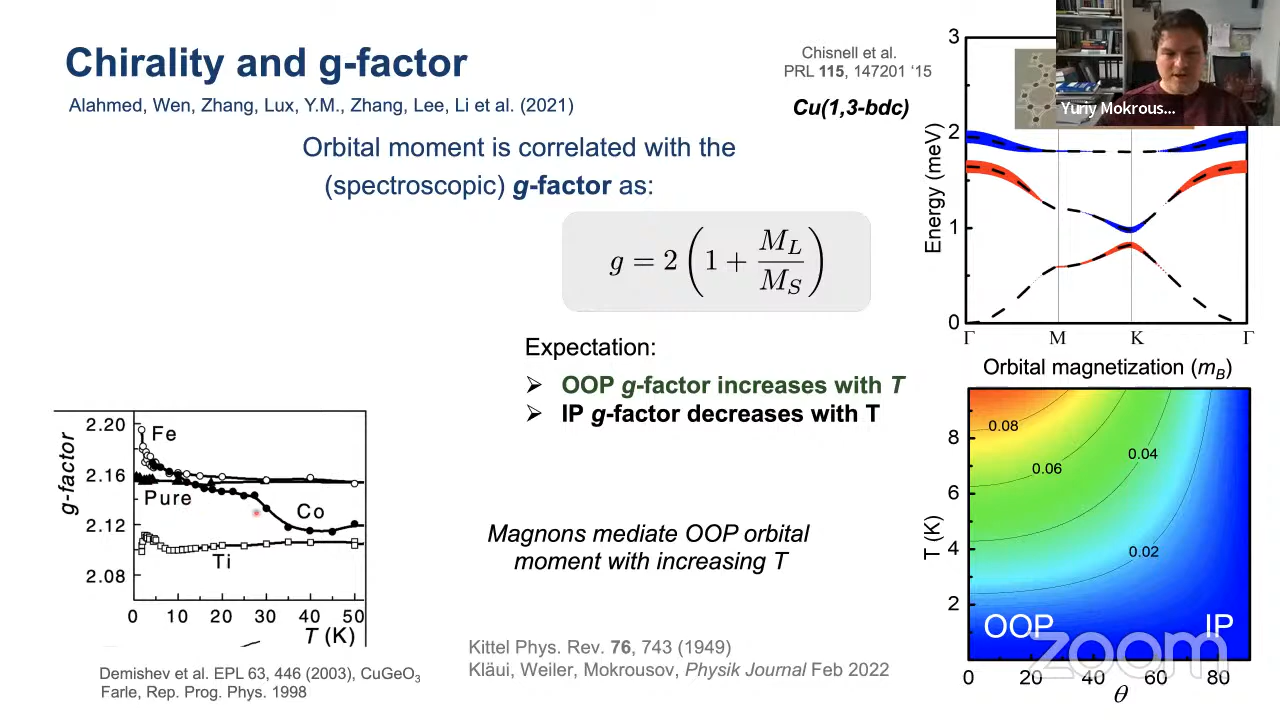 Chirality and g-factor
Alahmed, Wen, Zhang, Lux, Y.M., Zhang, Lee, Li et al. (2021)
Chisnell et al.
PRL 115, 147201 ‘15
Cu(1,3-bdc)
Yuriy Mokrous...
Orbital moment is correlated with the
(spectroscopic) g-factor as:
g = 2 ( 1 + M_L / M_S )
Expectation:
➢ OOP g-factor increases with T
➢ IP g-factor decreases with T
Magnons mediate OOP orbital
moment with increasing T
Kittel Phys. Rev. 76, 743 (1949)
Kläui, Weiler, Mokrousov, Physik Journal Feb 2022
g-factor
2.20
2.16
2.12
2.08
Fe
Pure
Co
Ti
0 10 20 30 40 50
T (K)
Demishev et al. EPL 63, 446 (2003), CuGeO3
Farle, Rep. Prog. Phys. 1998
Energy (meV)
3
2
1
0
Γ M K Γ
Orbital magnetization (mB)
T (K)
8
6
4
2
0.08
0.06
0.04
0.02
OOP IP
0 20 40 60 80
θ
zoom